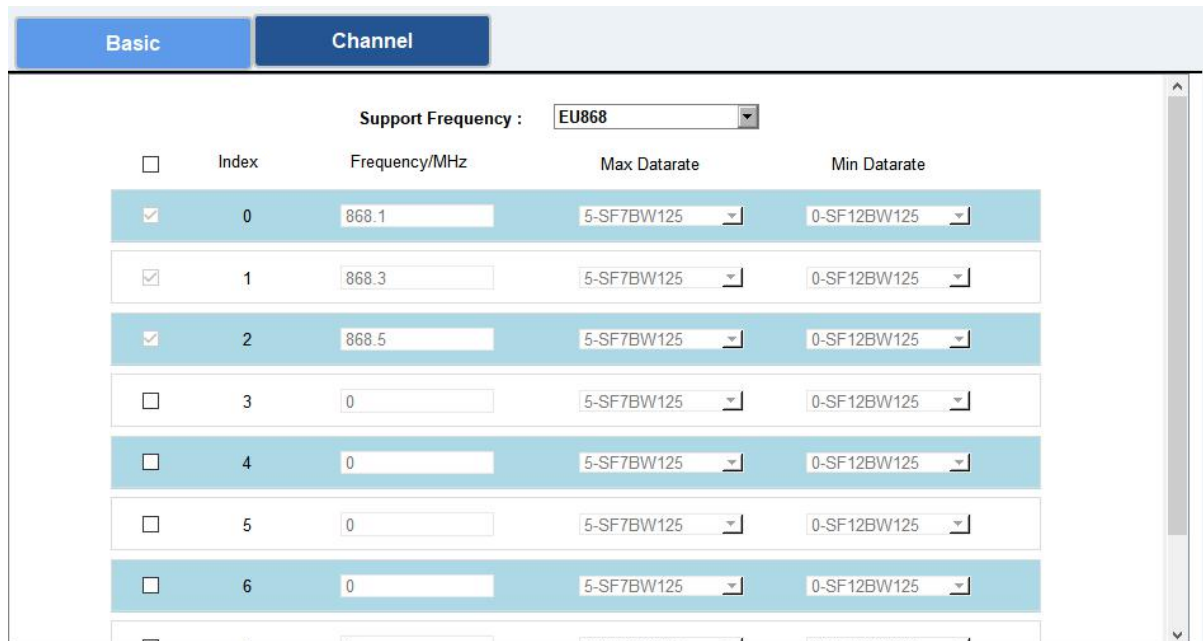 Basic Channel
Support Frequency : EU868
Index Frequency/MHz Max Datarate Min Datarate
0 868.1 5-SF7BW125 0-SF12BW125
1 868.3 5-SF7BW125 0-SF12BW125
2 868.5 5-SF7BW125 0-SF12BW125
3 0 5-SF7BW125 0-SF12BW125
4 0 5-SF7BW125 0-SF12BW125
5 0 5-SF7BW125 0-SF12BW125
6 0 5-SF7BW125 0-SF12BW125